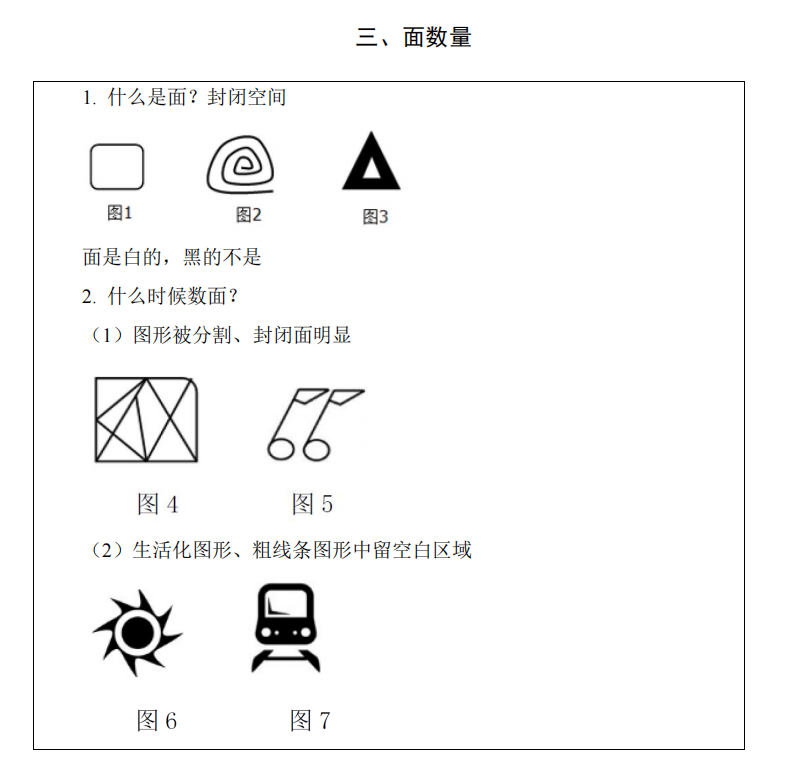 三、面数量
1. 什么是面？封闭空间
图1 图2 图3
面是白的，黑的不是
2. 什么时候数面？
（1）图形被分割、封闭面明显
图 4 图 5
（2）生活化图形、粗线条图形中留空白区域
图 6 图 7